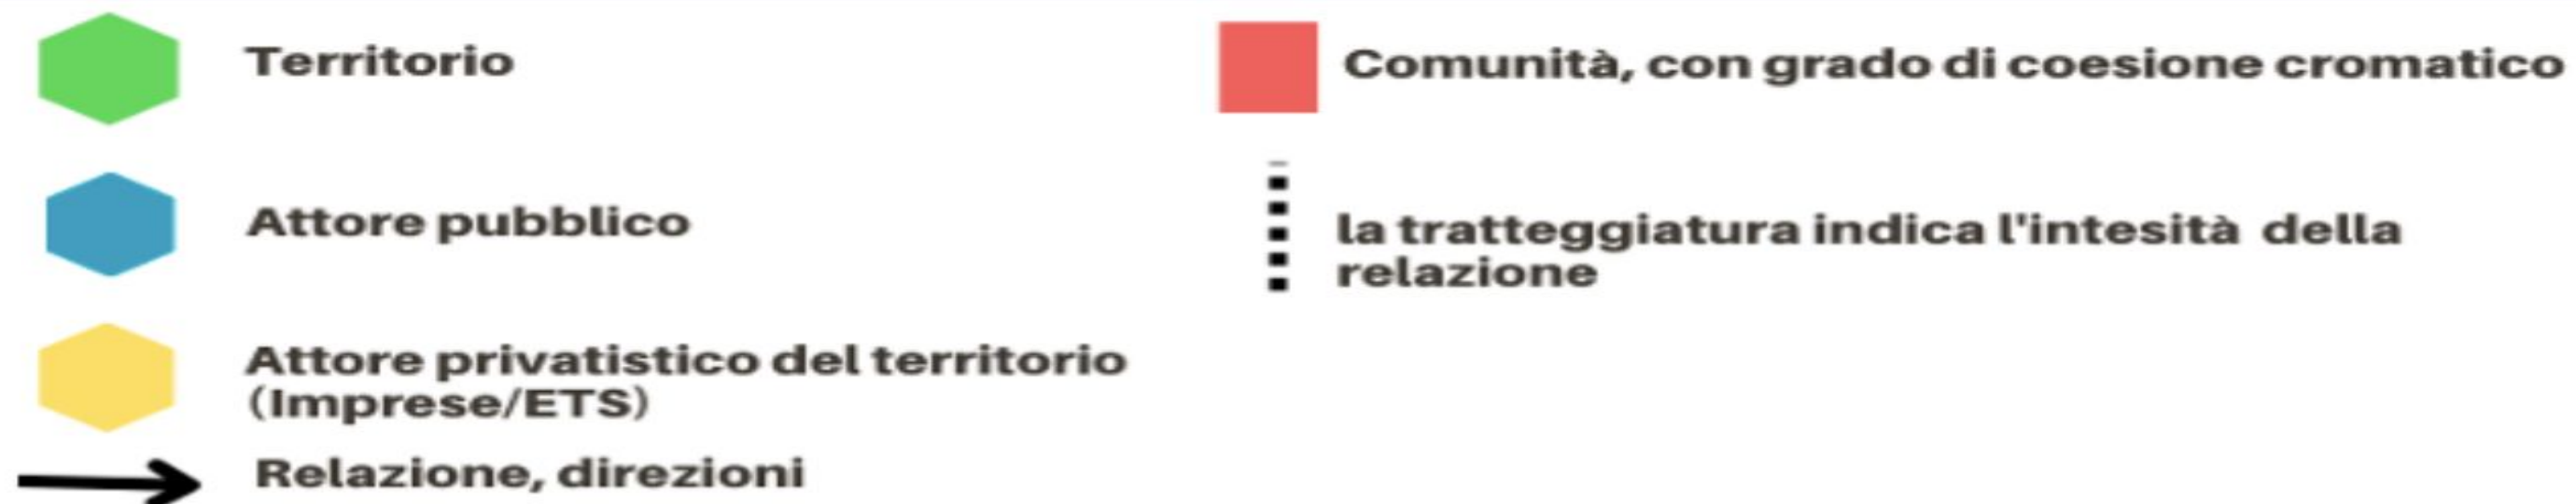 Territorio
Attore pubblico
Attore privatistico del territorio
(Imprese/ETS)
Relazione, direzioni
Comunità, con grado di coesione cromatico
la tratteggiatura indica l'intesità della
relazione